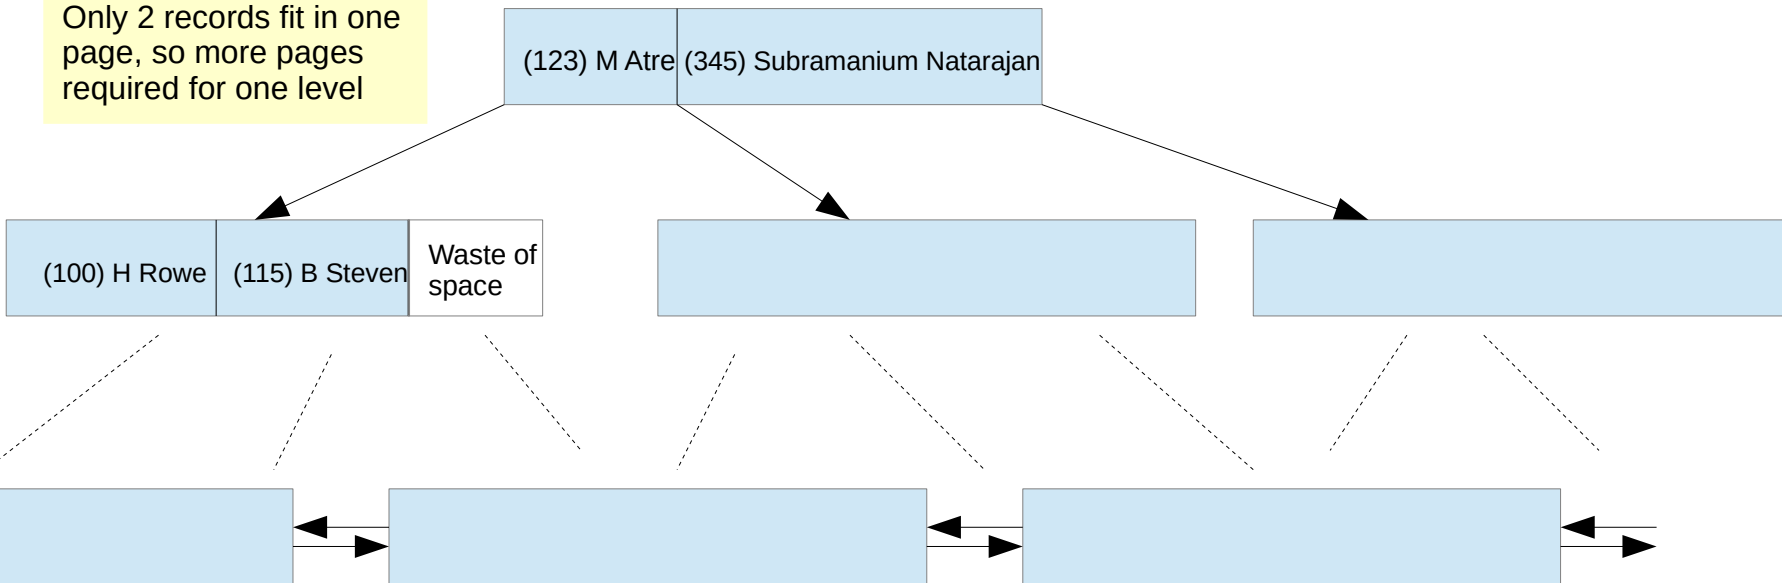 Only 2 records fit in one
page, so more pages
required for one level
(123) M Atre (345) Subramanium Natarajan
(100) H Rowe (115) B Steven Waste of
space